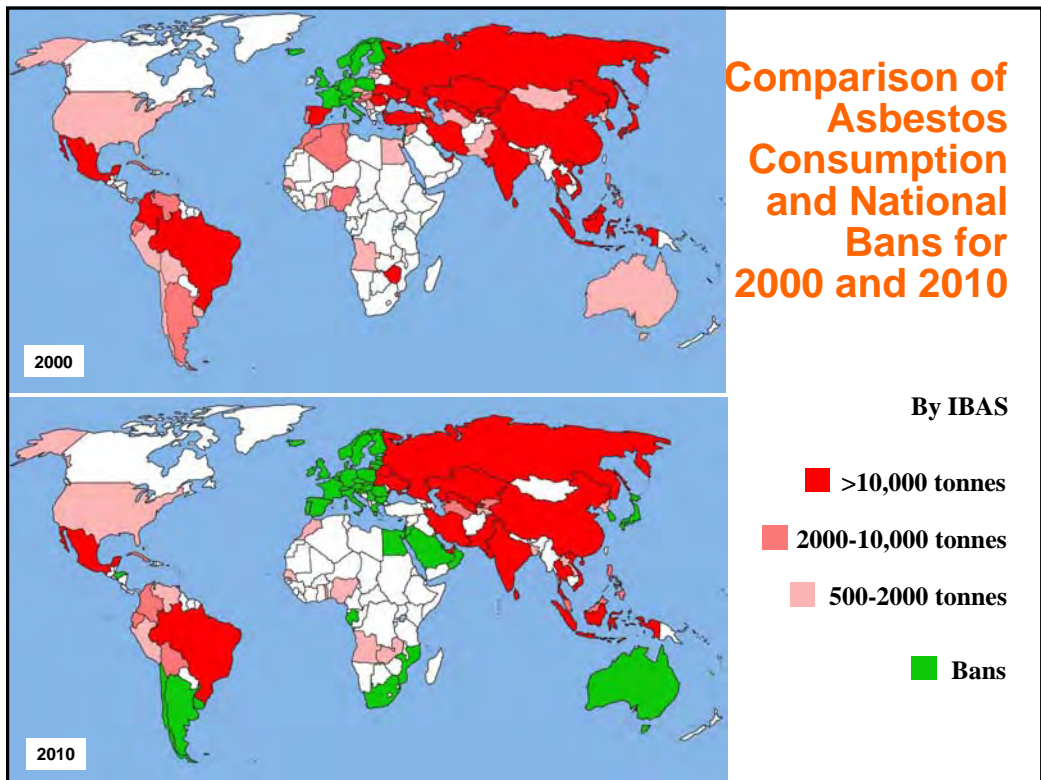 Comparison of
Asbestos
Consumption
and National
Bans for
2000 and 2010
2000
By IBAS
>10,000 tonnes
2000-10,000 tonnes
500-2000 tonnes
Bans
2010